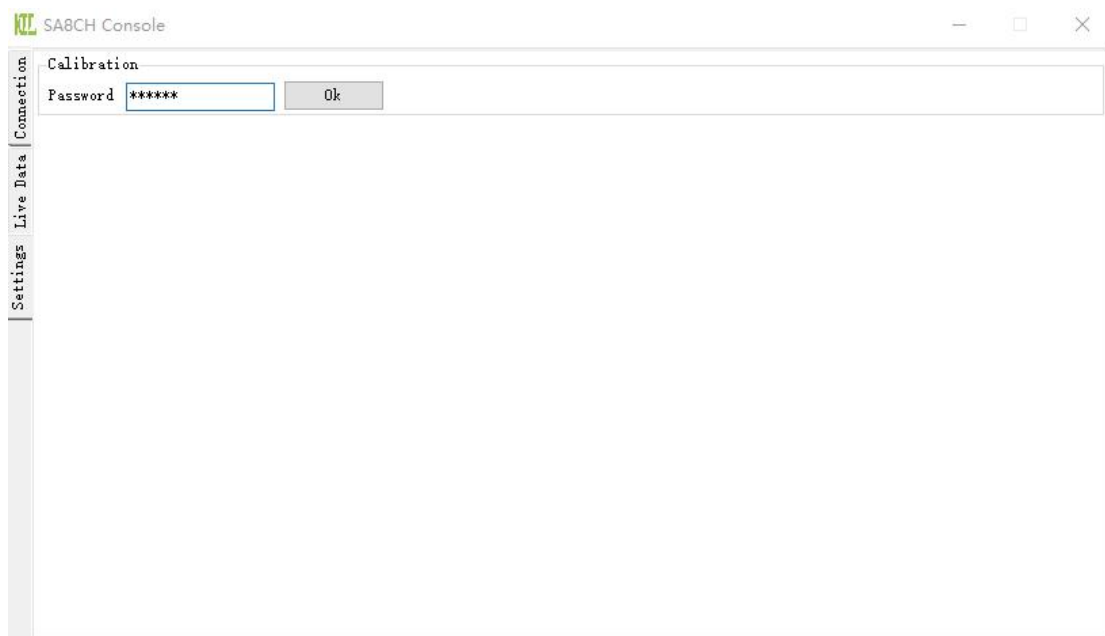 SA8CH Console
Connection
Live Data
Settings
Calibration
Password ****** Ok